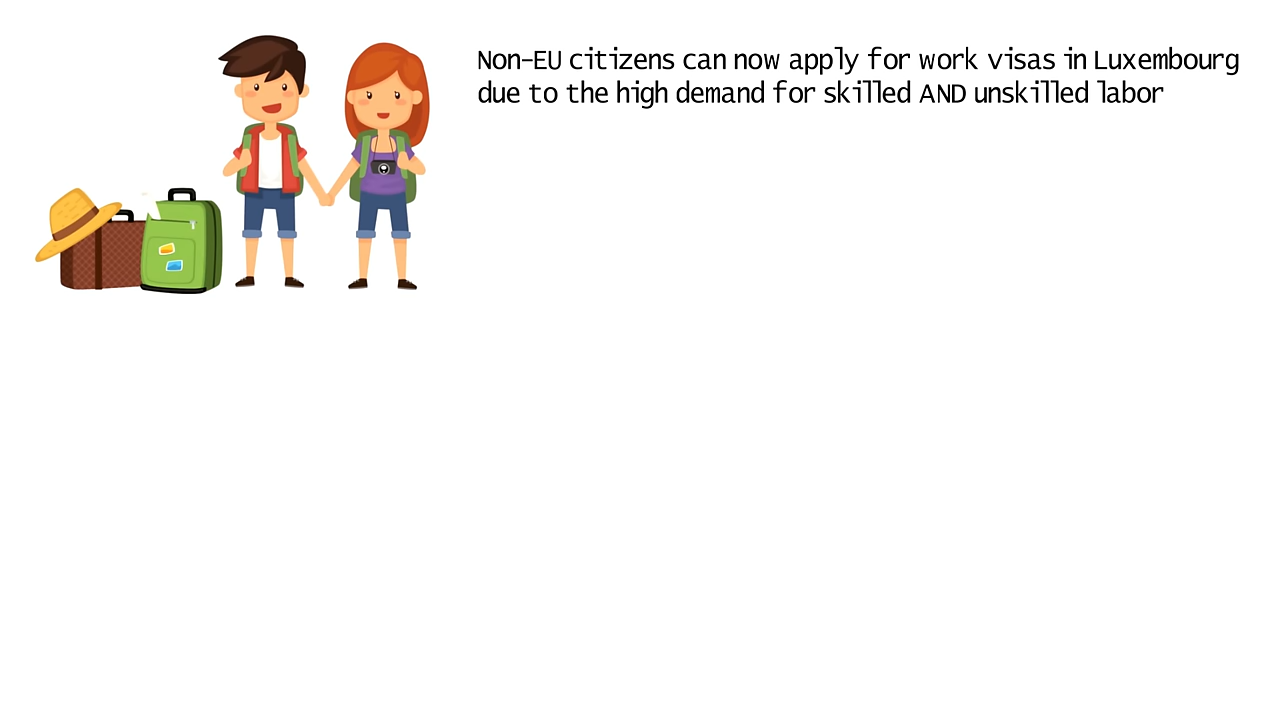 Non-EU citizens can now apply for work visas in Luxembourg
due to the high demand for skilled AND unskilled labor